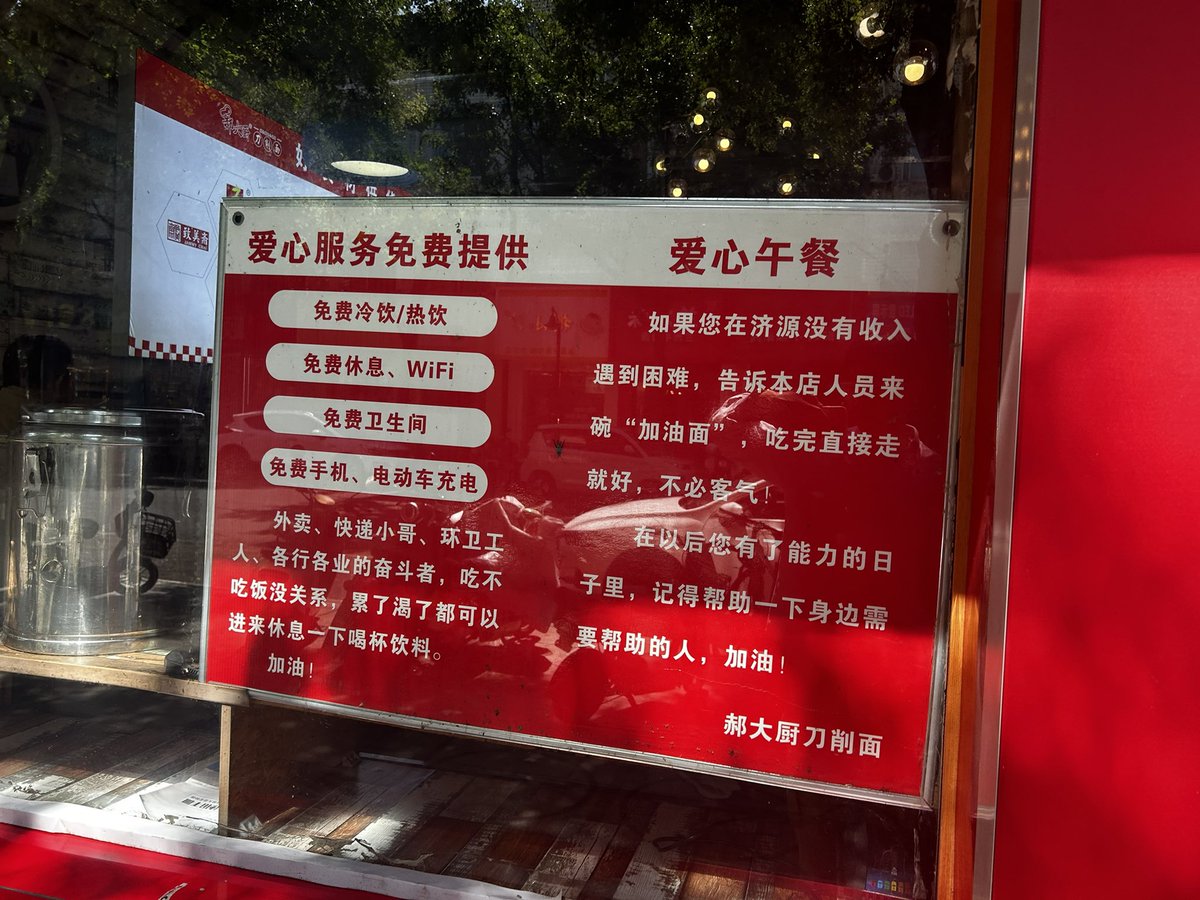 刀削面
致美斋
爱心服务免费提供
免费冷饮/热饮
免费休息、WiFi
免费卫生间
免费手机、电动车充电
外卖、快递小哥、环卫工
人、各行各业的奋斗者，吃不
吃饭没关系，累了渴了都可以
进来休息一下喝杯饮料。
加油！
爱心午餐
如果您在济源没有收入
遇到困难，告诉本店人员来
碗“加油面”，吃完直接走
就好，不必客气！
在以后您有了能力的日
子里，记得帮助一下身边需
要帮助的人，加油！
郝大厨刀削面